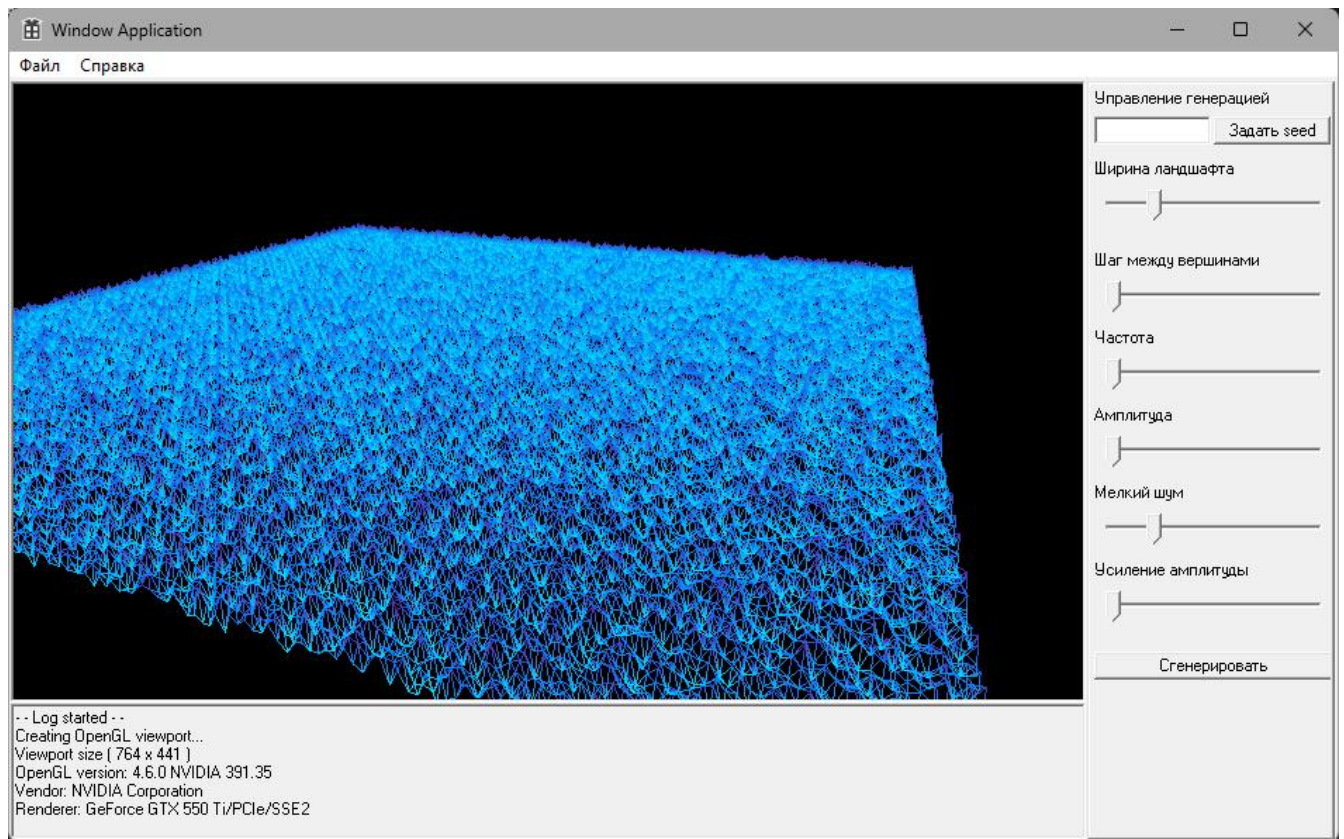 Window Application
Файл Справка
Управление генерацией
Задать seed
Ширина ландшафта
Шаг между вершинами
Частота
Амплитуда
Мелкий шум
Усиление амплитуды
Сгенерировать
- - Log started - -
Creating OpenGL viewport...
Viewport size ( 764 x 441 )
OpenGL version: 4.6.0 NVIDIA 391.35
Vendor: NVIDIA Corporation
Renderer: GeForce GTX 550 Ti/PCIe/SSE2